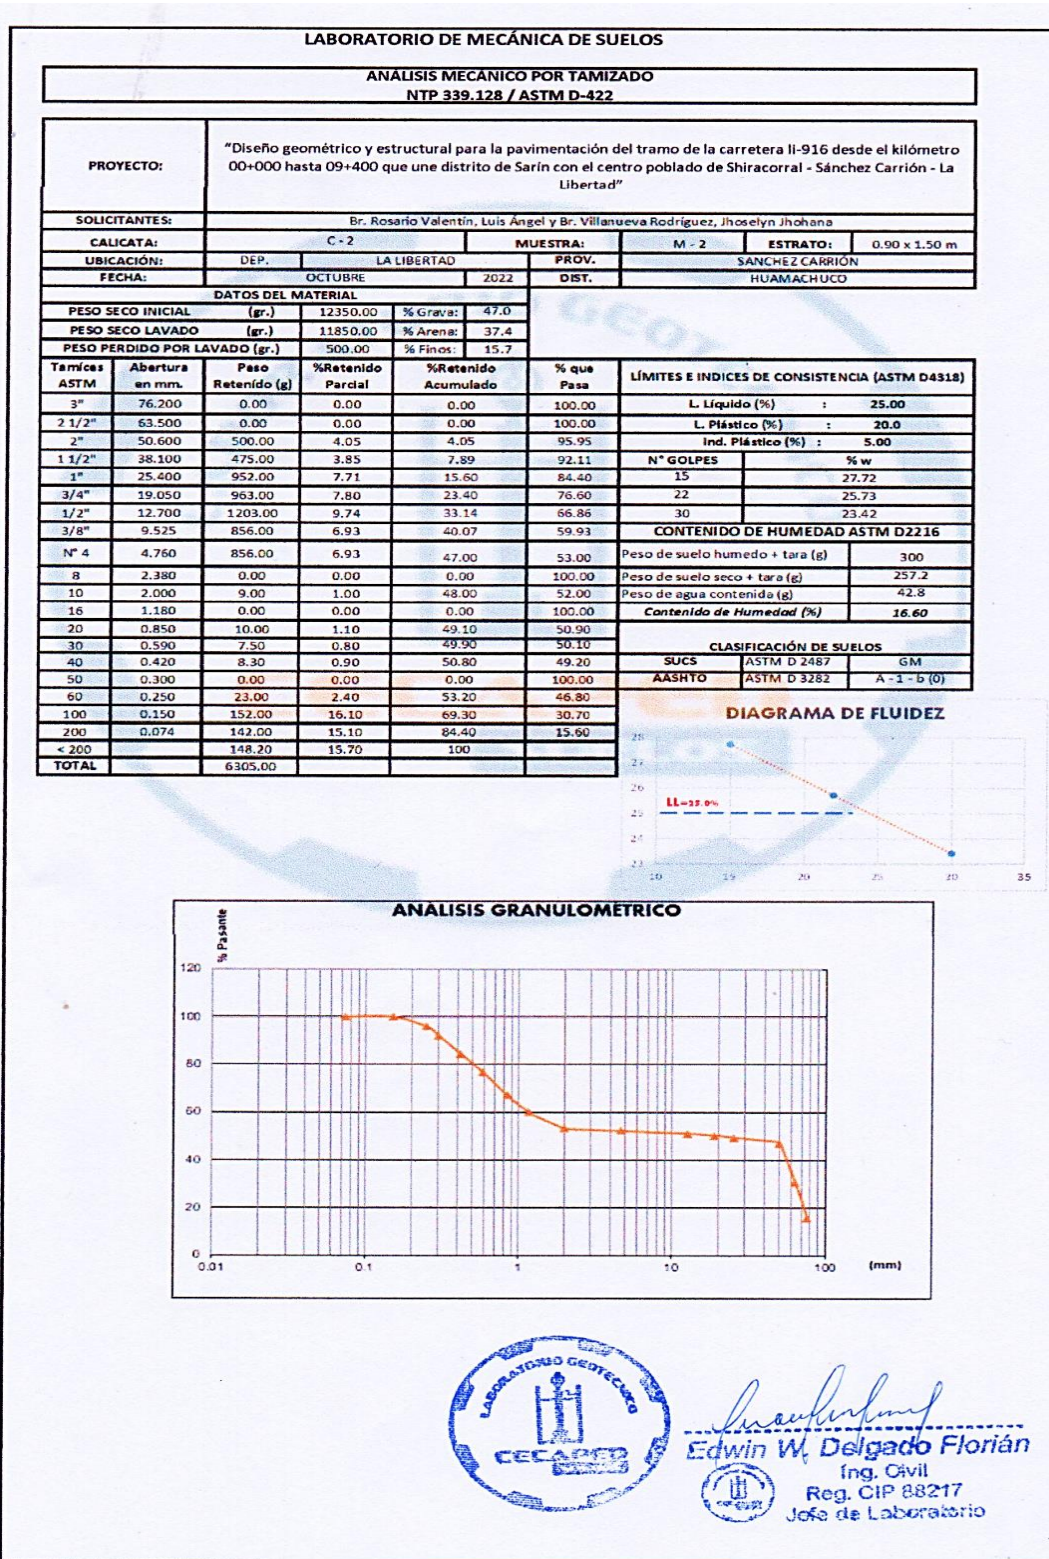 LABORATORIO DE MECÁNICA DE SUELOS
ANÁLISIS MECÁNICO POR TAMIZADO
NTP 339.128 / ASTM D-422
PROYECTO:
"Diseño geométrico y estructural para la pavimentación del tramo de la carretera li-916 desde el kilómetro
00+000 hasta 09+400 que une distrito de Sarín con el centro poblado de Shiracorral - Sánchez Carrión - La
Libertad"
SOLICITANTES: Br. Rosario Valentín, Luis Ángel y Br. Villanueva Rodríguez, Jhoselyn Jhohana
CALICATA: C - 2 MUESTRA: M - 2 ESTRATO: 0.90 x 1.50 m
UBICACIÓN: DEP. LA LIBERTAD PROV. SANCHEZ CARRIÓN
FECHA: OCTUBRE 2022 DIST. HUAMACHUCO
DATOS DEL MATERIAL
PESO SECO INICIAL (gr.) 12350.00 % Grava: 47.0
PESO SECO LAVADO (gr.) 11850.00 % Arena: 37.4
PESO PERDIDO POR LAVADO (gr.) 500.00 % Finos: 15.7
Tamices Abertura Peso %Retenido %Retenido % que
ASTM en mm. Retenido (g) Parcial Acumulado Pasa
3" 76.200 0.00 0.00 0.00 100.00
2 1/2" 63.500 0.00 0.00 0.00 100.00
2" 50.600 500.00 4.05 4.05 95.95
1 1/2" 38.100 475.00 3.85 7.89 92.11
1" 25.400 952.00 7.71 15.60 84.40
3/4" 19.050 963.00 7.80 23.40 76.60
1/2" 12.700 1203.00 9.74 33.14 66.86
3/8" 9.525 856.00 6.93 40.07 59.93
N° 4 4.760 856.00 6.93 47.00 53.00
8 2.380 0.00 0.00 0.00 100.00
10 2.000 9.00 1.00 48.00 52.00
16 1.180 0.00 0.00 0.00 100.00
20 0.850 10.00 1.10 49.10 50.90
30 0.590 7.50 0.80 49.90 50.10
40 0.420 8.30 0.90 50.80 49.20
50 0.300 0.00 0.00 0.00 100.00
60 0.250 23.00 2.40 53.20 46.80
100 0.150 152.00 16.10 69.30 30.70
200 0.074 142.00 15.10 84.40 15.60
< 200 148.20 15.70 100
TOTAL 6305.00
LÍMITES E INDICES DE CONSISTENCIA (ASTM D4318)
L. Líquido (%) : 25.00
L. Plástico (%) : 20.0
Ind. Plástico (%) : 5.00
N° GOLPES % w
15 27.72
22 25.73
30 23.42
CONTENIDO DE HUMEDAD ASTM D2216
Peso de suelo humedo + tara (g) 300
Peso de suelo seco + tara (g) 257.2
Peso de agua contenida (g) 42.8
Contenido de Humedad (%) 16.60
CLASIFICACIÓN DE SUELOS
SUCS ASTM D 2487 GM
AASHTO ASTM D 3282 A - 1 - b (0)
DIAGRAMA DE FLUIDEZ
28
27
26
25
24
23
LL=25.0%
10 15 20 25 30 35
ANÁLISIS GRANULOMÉTRICO
% Pasante
120
100
80
60
40
20
0
0.01 0.1 1 10 100 (mm)
LABORATORIO GEOTECNICO
CECAPED
Edwin W. Delgado Florián
Ing. Civil
Reg. CIP 88217
Jefe de Laboratorio